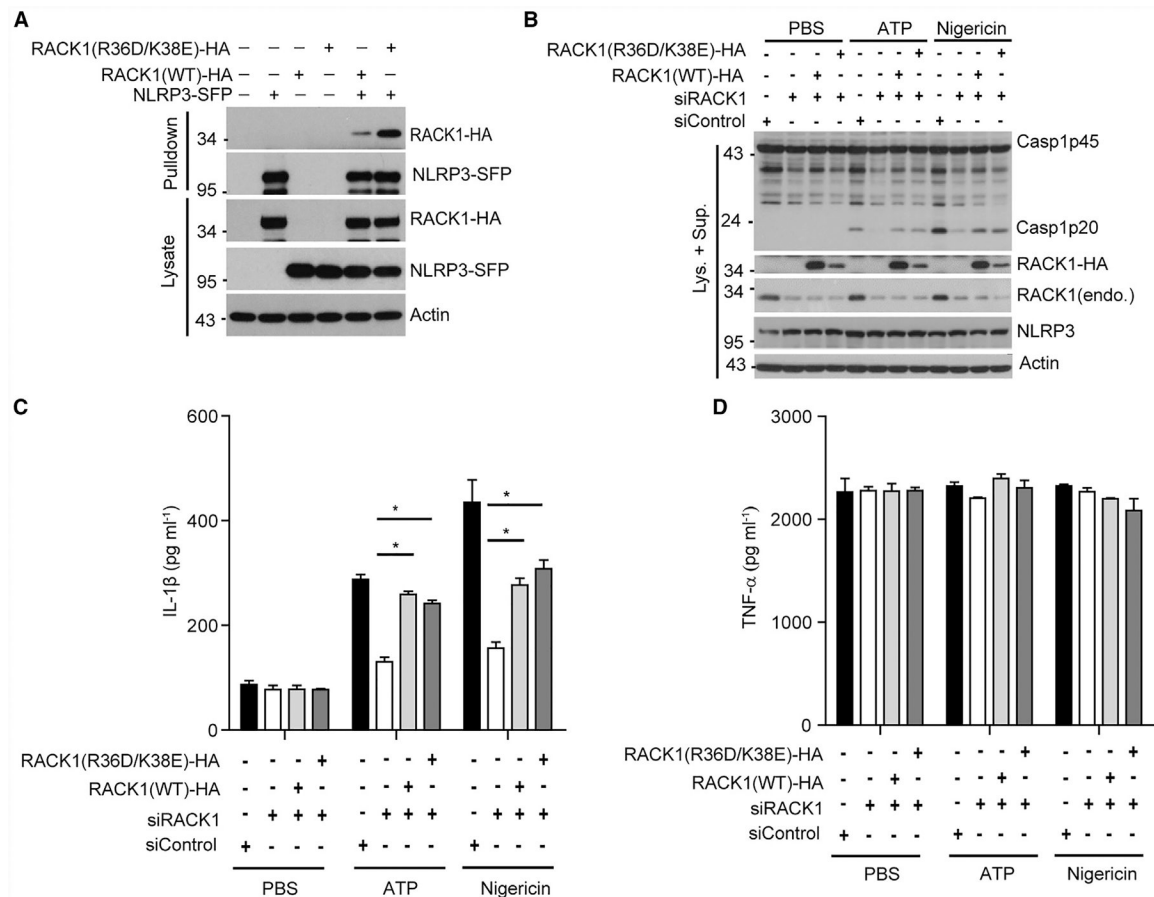 A
RACK1(R36D/K38E)-HA – – – + – +
RACK1(WT)-HA – – + – + –
NLRP3-SFP – + – – + +
Pulldown
34 RACK1-HA
95 NLRP3-SFP
Lysate
34 RACK1-HA
95 NLRP3-SFP
43 Actin
B
PBS ATP Nigericin
RACK1(R36D/K38E)-HA - - - + - - - + - - - +
RACK1(WT)-HA - - + - - - + - - - + -
siRACK1 - + + + - + + + - + + +
siControl + - - - + - - - + - - -
Lys. + Sup.
43 Casp1p45
24 Casp1p20
34 RACK1-HA
34 RACK1(endo.)
95 NLRP3
43 Actin
C
IL-1β (pg ml⁻¹)
600
400
200
0
* * * *
RACK1(R36D/K38E)-HA - - - + - - - + - - - +
RACK1(WT)-HA - - + - - - + - - - + -
siRACK1 - + + + - + + + - + + +
siControl + - - - + - - - + - - -
PBS ATP Nigericin
D
TNF-α (pg ml⁻¹)
3000
2000
1000
0
RACK1(R36D/K38E)-HA - - - + - - - + - - - +
RACK1(WT)-HA - - + - - - + - - - + -
siRACK1 - + + + - + + + - + + +
siControl + - - - + - - - + - - -
PBS ATP Nigericin